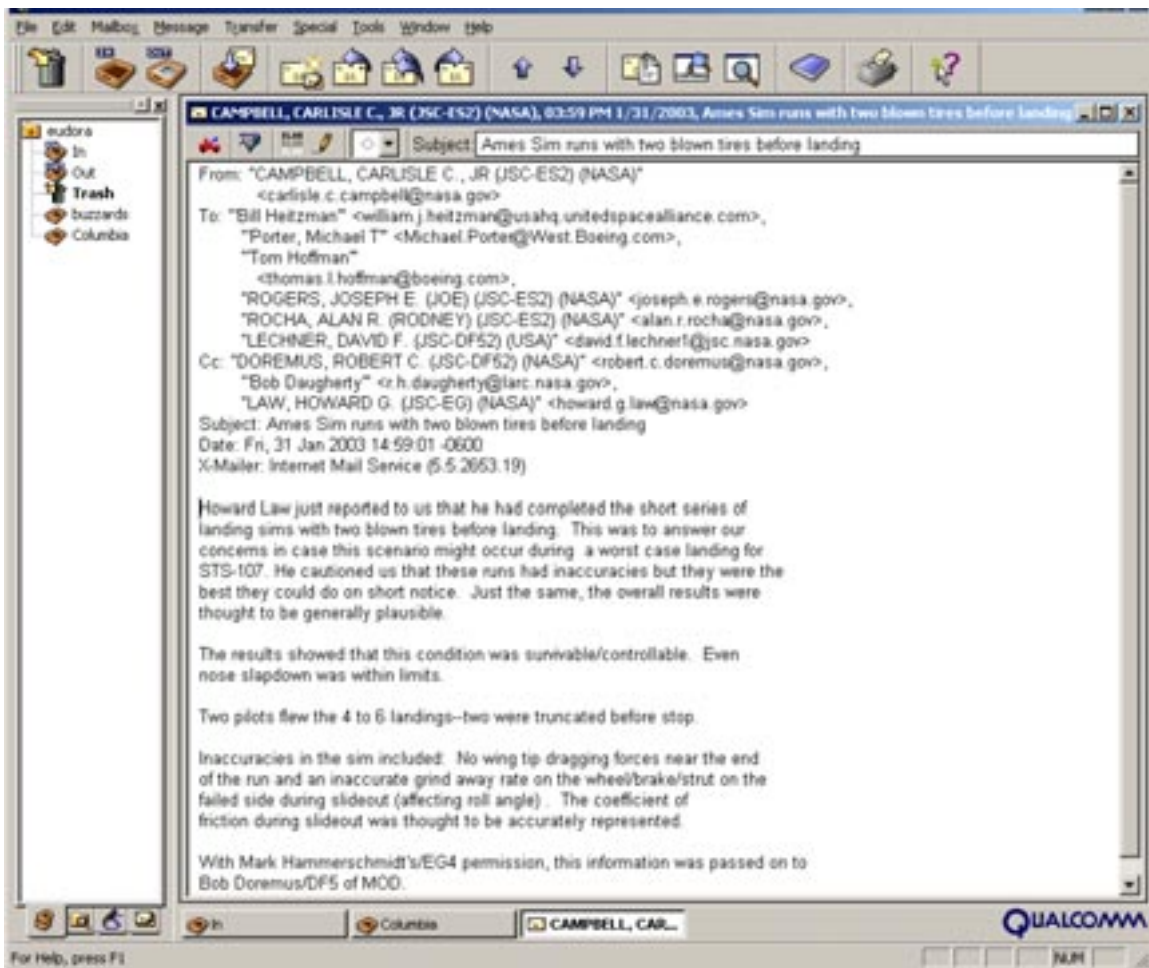 File Edit Mailbox Message Transfer Special Tools Window Help
eudora
In
Out
Trash
buzzards
Columbia
CAMPBELL, CARLISLE C., JR (JSC-ES2) (NASA), 03:59 PM 1/31/2003, Ames Sim runs with two blown tires before landing
Subject: Ames Sim runs with two blown tires before landing
From: "CAMPBELL, CARLISLE C., JR (JSC-ES2) (NASA)"
<carlisle.c.campbell@nasa.gov>
To: "Bill Heitzman" <william.j.heitzman@usahq.unitedspacealliance.com>,
"Porter, Michael T" <Michael.Porter@West.Boeing.com>,
"Tom Hoffman"
<thomas.l.hoffman@boeing.com>,
"ROGERS, JOSEPH E. (JOE) (JSC-ES2) (NASA)" <joseph.e.rogers@nasa.gov>,
"ROCHA, ALAN R. (RODNEY) (JSC-ES2) (NASA)" <alan.r.rocha@nasa.gov>,
"LECHNER, DAVID F. (JSC-DF52) (USA)" <david.f.lechner1@jsc.nasa.gov>
Cc: "DOREMUS, ROBERT C. (JSC-DF52) (NASA)" <robert.c.doremus@nasa.gov>,
"Bob Daugherty" <r.h.daugherty@larc.nasa.gov>,
"LAW, HOWARD G. (JSC-EG) (NASA)" <howard.g.law@nasa.gov>
Subject: Ames Sim runs with two blown tires before landing
Date: Fri, 31 Jan 2003 14:59:01 -0600
X-Mailer: Internet Mail Service (5.5.2653.19)
Howard Law just reported to us that he had completed the short series of
landing sims with two blown tires before landing. This was to answer our
concerns in case this scenario might occur during a worst case landing for
STS-107. He cautioned us that these runs had inaccuracies but they were the
best they could do on short notice. Just the same, the overall results were
thought to be generally plausible.
The results showed that this condition was survivable/controllable. Even
nose slapdown was within limits.
Two pilots flew the 4 to 6 landings--two were truncated before stop.
Inaccuracies in the sim included: No wing tip dragging forces near the end
of the run and an inaccurate grind away rate on the wheel/brake/strut on the
failed side during slideout (affecting roll angle) . The coefficient of
friction during slideout was thought to be accurately represented.
With Mark Hammerschmidt's/EG4 permission, this information was passed on to
Bob Doremus/DF5 of MOD.
In
Columbia
CAMPBELL, CAR...
QUALCOMM
For Help, press F1
NUM